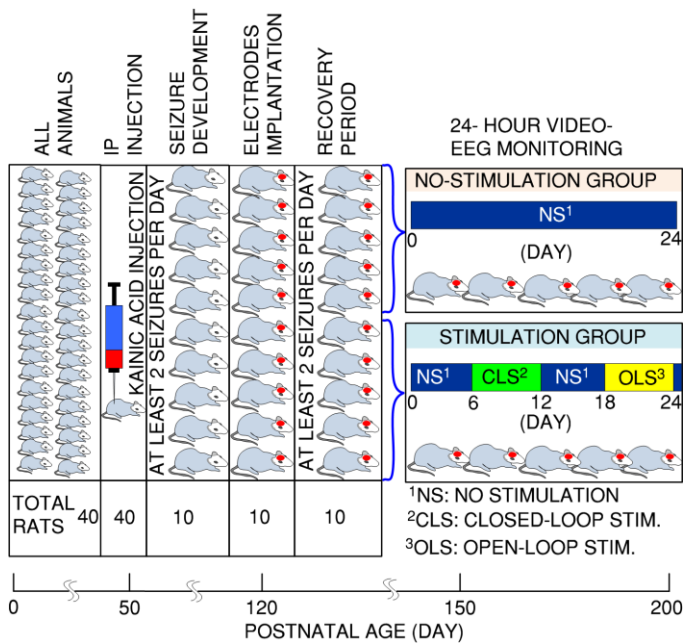 ALL
ANIMALS
IP
INJECTION
SEIZURE
DEVELOPMENT
ELECTRODES
IMPLANTATION
RECOVERY
PERIOD
24- HOUR VIDEO-
EEG MONITORING
KAINIC ACID INJECTION
AT LEAST 2 SEIZURES PER DAY
AT LEAST 2 SEIZURES PER DAY
NO-STIMULATION GROUP
NS¹
0 24
(DAY)
STIMULATION GROUP
NS¹ CLS² NS¹ OLS³
0 6 12 18 24
(DAY)
TOTAL
RATS 40 40 10 10 10
¹NS: NO STIMULATION
²CLS: CLOSED-LOOP STIM.
³OLS: OPEN-LOOP STIM.
0 50 120 150 200
POSTNATAL AGE (DAY)